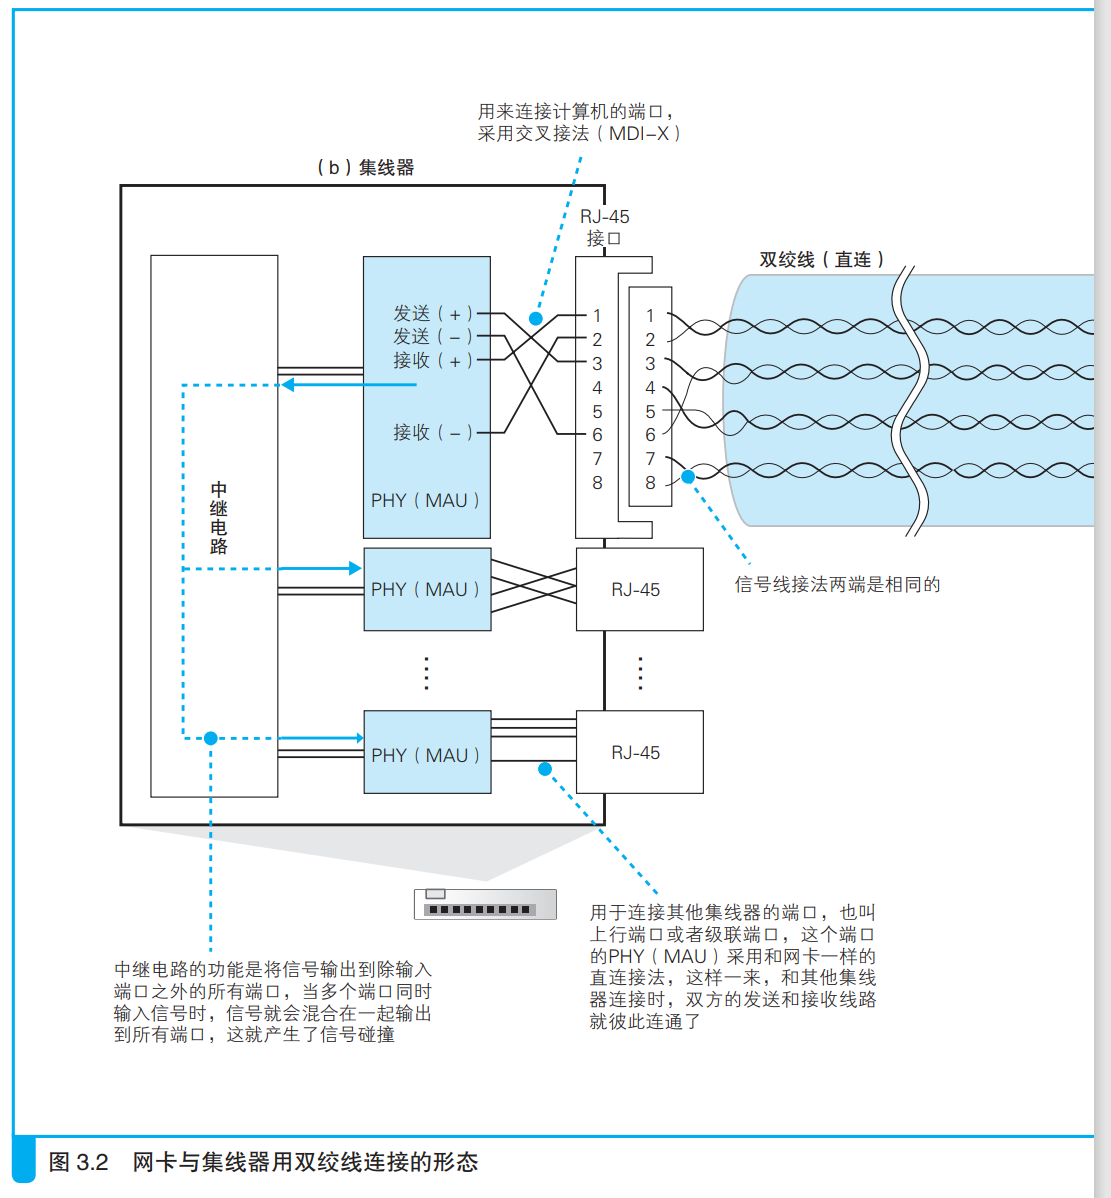 用来连接计算机的端口，
采用交叉接法（MDI-X）
（b）集线器
RJ-45
接口
双绞线（直连）
发送（+）
发送（-）
接收（+）
接收（-）
PHY（MAU）
1
2
3
4
5
6
7
8
1
2
3
4
5
6
7
8
中继电路
信号线接法两端是相同的
PHY（MAU）
RJ-45
PHY（MAU）
RJ-45
用于连接其他集线器的端口，也叫
上行端口或者级联端口，这个端口
的PHY（MAU）采用和网卡一样的
直连接法，这样一来，和其他集线
器连接时，双方的发送和接收线路
就彼此连通了
中继电路的功能是将信号输出到除输入
端口之外的所有端口，当多个端口同时
输入信号时，信号就会混合在一起输出
到所有端口，这就产生了信号碰撞
图 3.2 网卡与集线器用双绞线连接的形态